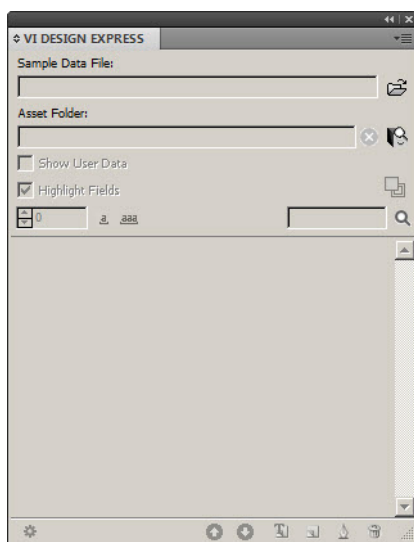 VI DESIGN EXPRESS
Sample Data File:
Asset Folder:
Show User Data
Highlight Fields
0
a aaa
T